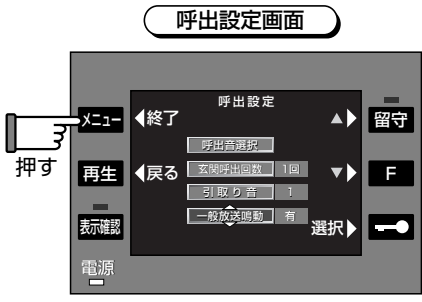 呼出設定画面
呼出設定
メニュー ◀終了 ▲▶ 留守
呼出音選択
押す 再生 ◀戻る 玄関呼出回数 1回 ▼▶ F
引取り音 1
表示確認 一般放送鳴動 有 選択▶
電源